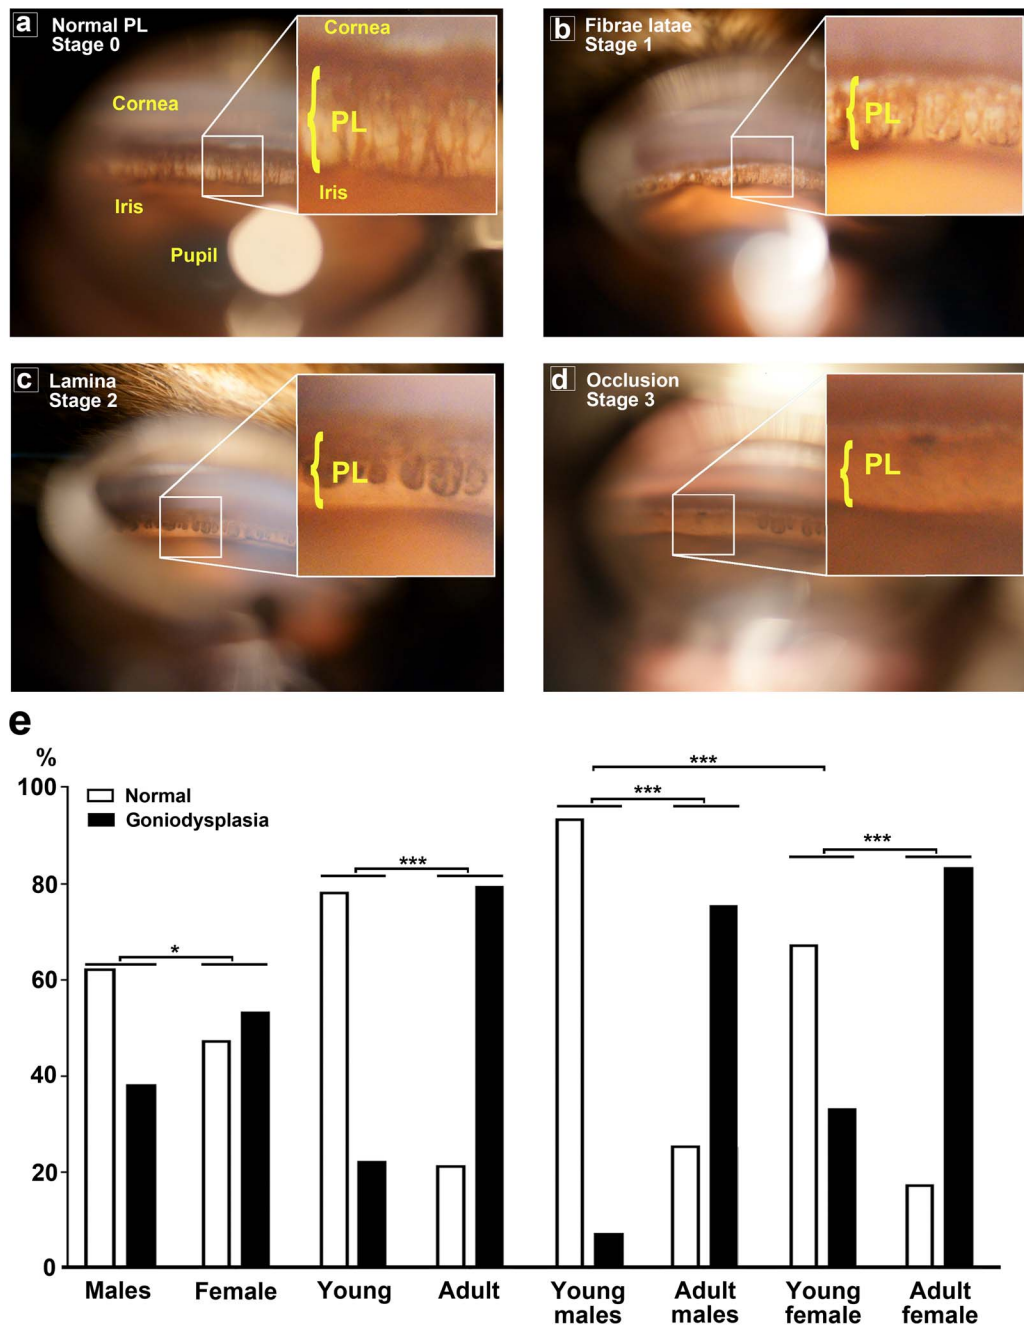 a Normal PL
Stage 0
Cornea
Cornea
PL
Iris
Iris
Pupil
b Fibrae latae
Stage 1
PL
c Lamina
Stage 2
PL
d Occlusion
Stage 3
PL
e
%
100
80
60
40
20
0
Normal
Goniodysplasia
*
***
***
***
***
Males
Female
Young
Adult
Young males
Adult males
Young female
Adult female